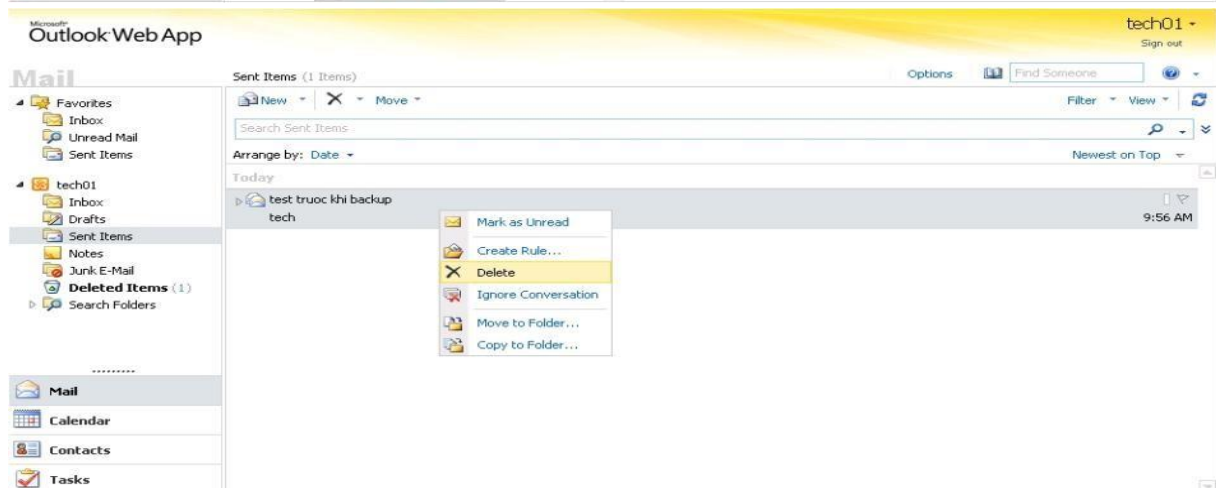 Microsoft®
Outlook Web App
tech01
Sign out
Mail
Sent Items (1 Items)
Options
Find Someone
Favorites
Inbox
Unread Mail
Sent Items
tech01
Inbox
Drafts
Sent Items
Notes
Junk E-Mail
Deleted Items (1)
Search Folders
New
Move
Filter
View
Search Sent Items
Arrange by: Date
Newest on Top
Today
test truoc khi backup
tech
9:56 AM
Mark as Unread
Create Rule...
Delete
Ignore Conversation
Move to Folder...
Copy to Folder...
Mail
Calendar
Contacts
Tasks